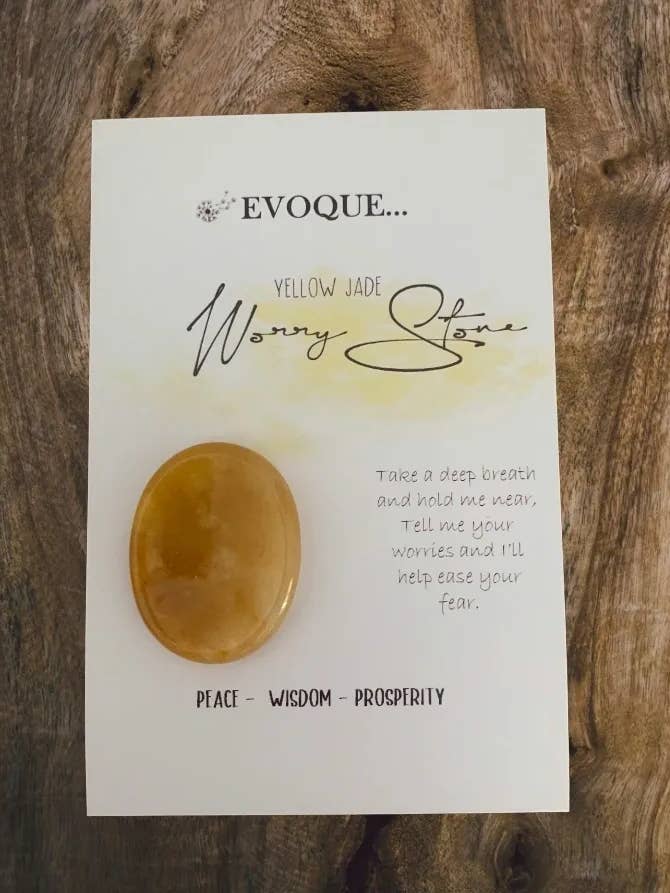 EVOQUE...
YELLOW JADE
Worry Stone
Take a deep breath
and hold me near,
Tell me your
worries and I'll
help ease your
fear.
PEACE - WISDOM - PROSPERITY